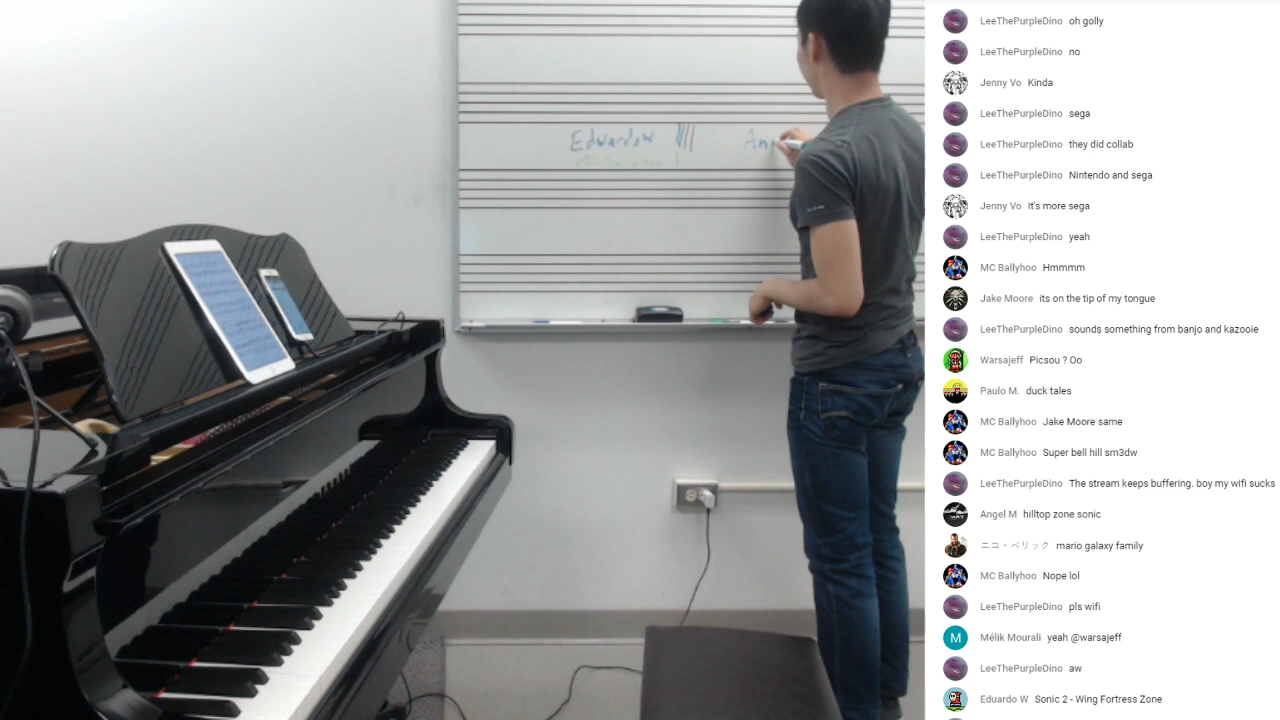 Edwardow ||||
Ang
LeeThePurpleDino oh golly
LeeThePurpleDino no
Jenny Vo Kinda
LeeThePurpleDino sega
LeeThePurpleDino they did collab
LeeThePurpleDino Nintendo and sega
Jenny Vo It's more sega
LeeThePurpleDino yeah
MC Ballyhoo Hmmmm
Jake Moore its on the tip of my tongue
LeeThePurpleDino sounds something from banjo and kazooie
Warsajeff Picsou ? Oo
Paulo M. duck tales
MC Ballyhoo Jake Moore same
MC Ballyhoo Super bell hill sm3dw
LeeThePurpleDino The stream keeps buffering. boy my wifi sucks
Angel M hilltop zone sonic
ニコ・ベリック mario galaxy family
MC Ballyhoo Nope lol
LeeThePurpleDino pls wifi
M Mélik Mourali yeah @warsajeff
LeeThePurpleDino aw
Eduardo W Sonic 2 - Wing Fortress Zone